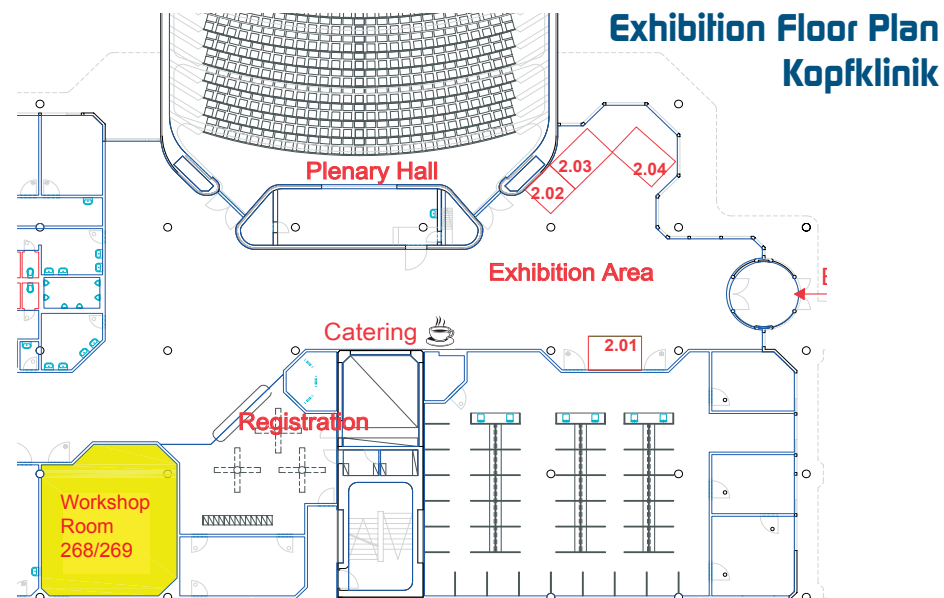 Exhibition Floor Plan
Kopfklinik
Plenary Hall
2.03
2.04
2.02
Exhibition Area
Catering
2.01
Registration
Workshop
Room
268/269